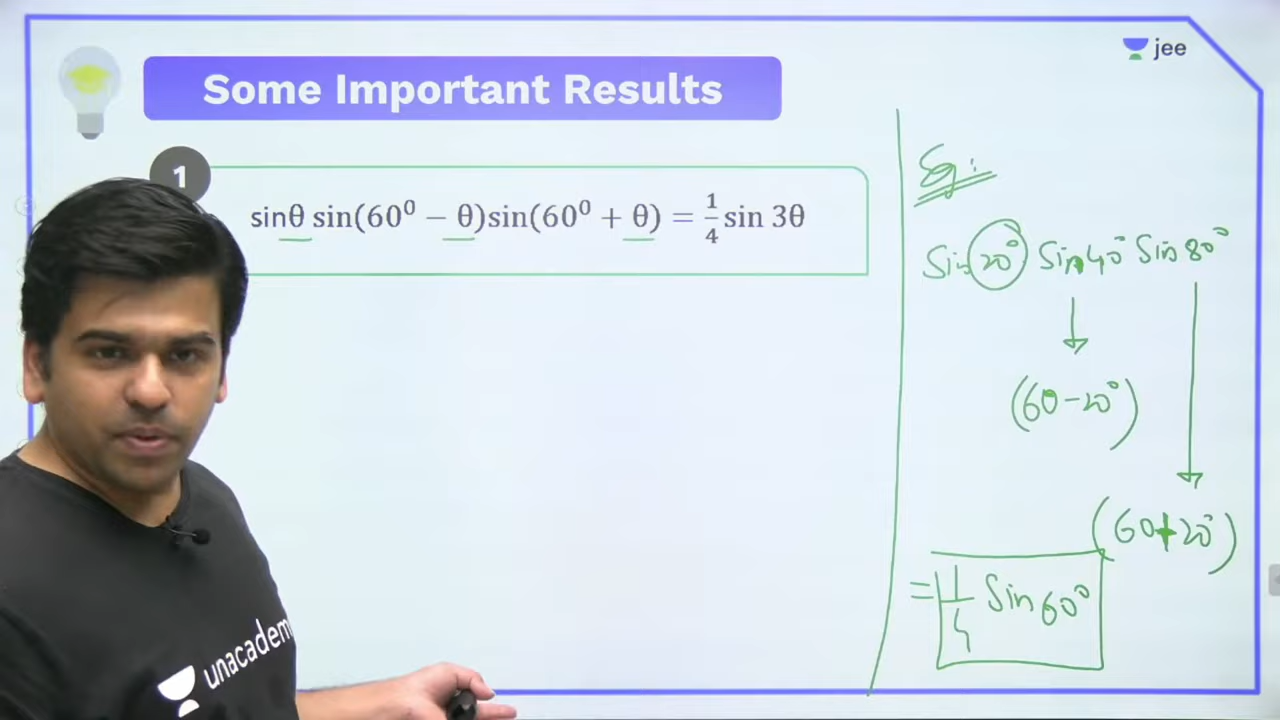 jee
Some Important Results
1
sinθ sin(60⁰ − θ)sin(60⁰ + θ) = 1/4 sin 3θ
Eg:
Sin 20° Sin 40° Sin 80°
(60-20°)
(60+20°)
= 1/4 Sin 60°
unacadem